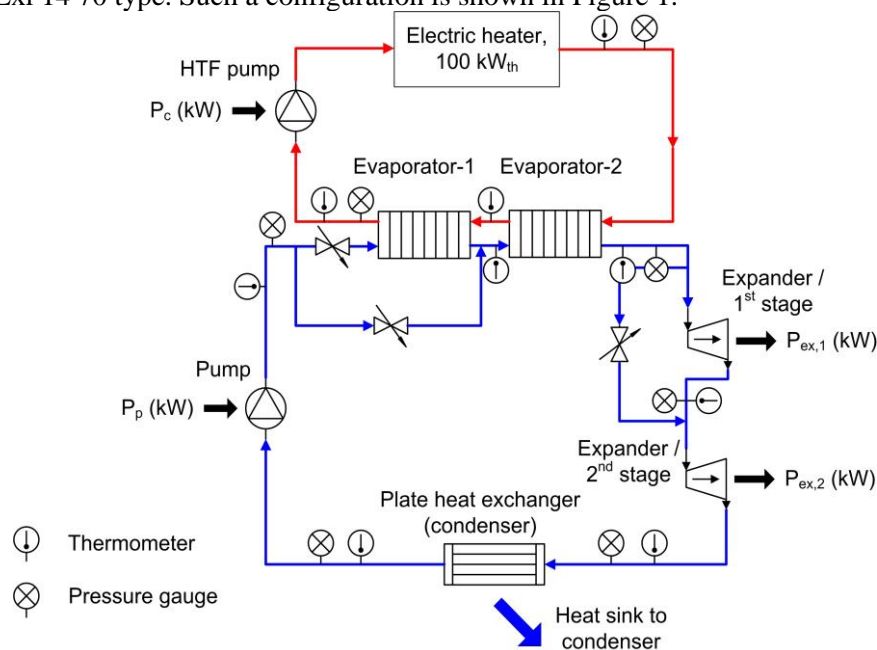 Exp 14-70 type. Such a configuration is shown in Figure 1.
Electric heater,
100 kWth
HTF pump
Pc (kW)
Evaporator-1
Evaporator-2
Expander /
1st stage
Pex,1 (kW)
Pump
Pp (kW)
Expander /
2nd stage
Pex,2 (kW)
Plate heat exchanger
(condenser)
Thermometer
Pressure gauge
Heat sink to
condenser